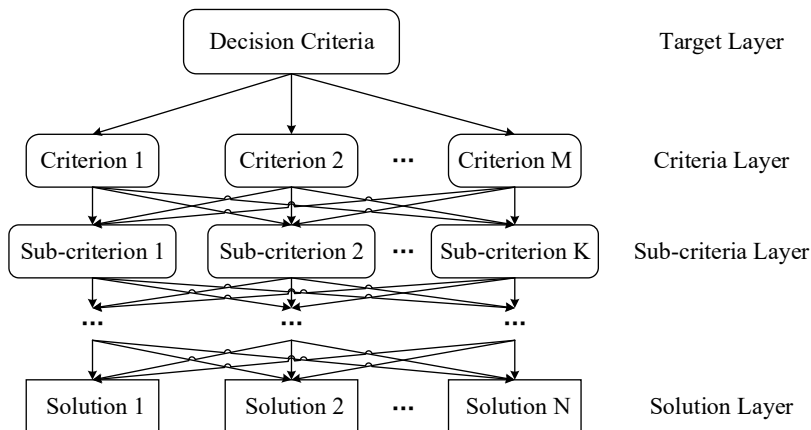 Decision Criteria Target Layer
Criterion 1 Criterion 2 ... Criterion M Criteria Layer
Sub-criterion 1 Sub-criterion 2 ... Sub-criterion K Sub-criteria Layer
... ... ...
Solution 1 Solution 2 ... Solution N Solution Layer